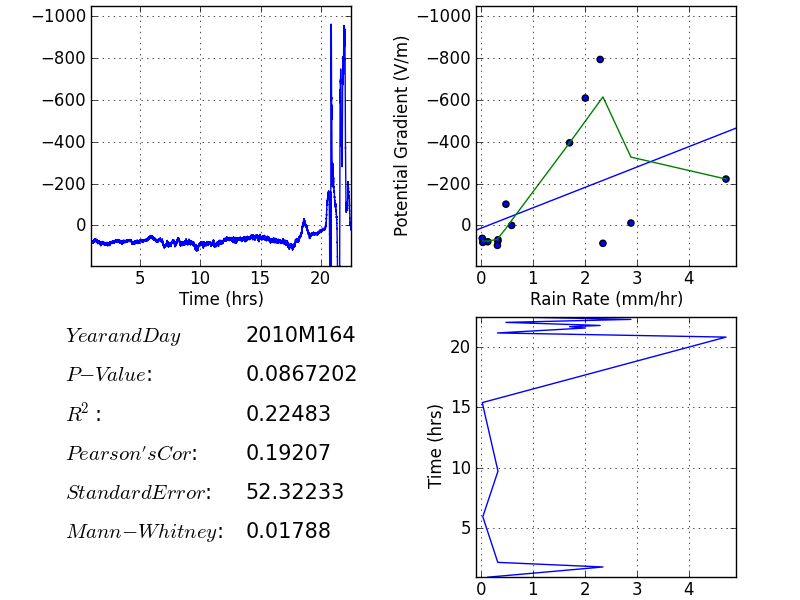 −1000
−800
−600
−400
−200
0
5 10 15 20
Time (hrs)
Potential Gradient (V/m)
−1000
−800
−600
−400
−200
0
0 1 2 3 4
Rain Rate (mm/hr)
YearandDay 2010M164
P−Value: 0.0867202
R²: 0.22483
Pearson'sCor: 0.19207
StandardError: 52.32233
Mann−Whitney: 0.01788
Time (hrs)
20
15
10
5
0 1 2 3 4